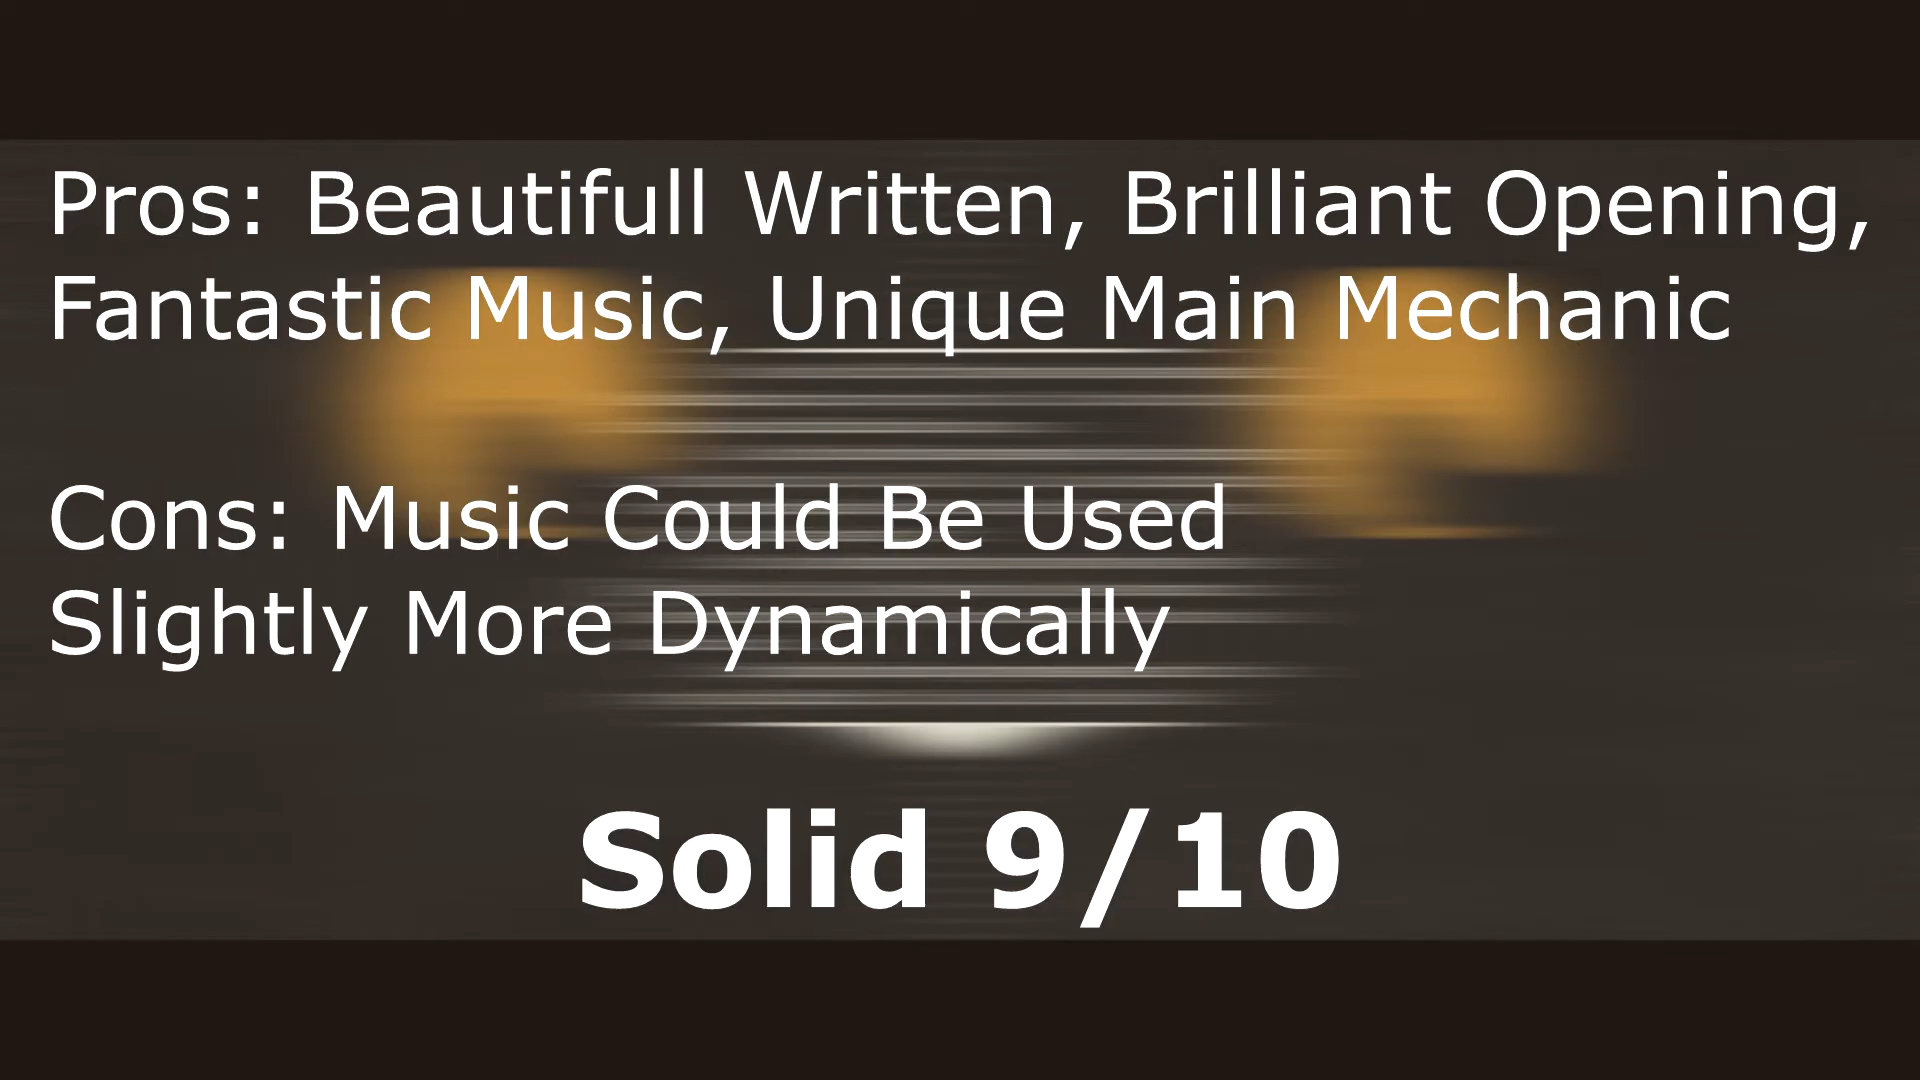 Pros: Beautifull Written, Brilliant Opening,
Fantastic Music, Unique Main Mechanic
Cons: Music Could Be Used
Slightly More Dynamically
Solid 9/10